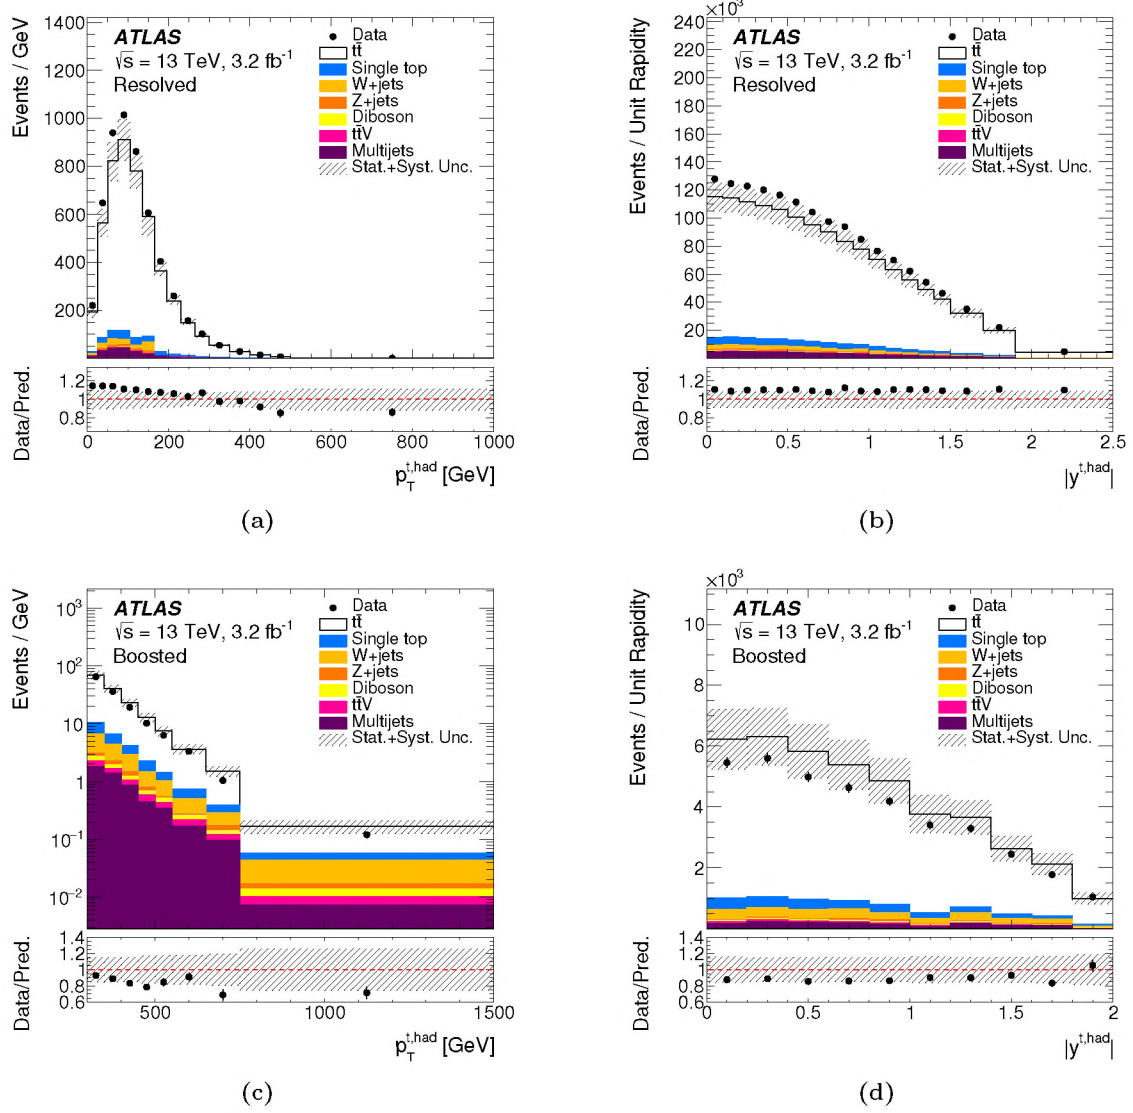 Events / GeV
1400
1200
1000
800
600
400
200
ATLAS
√s = 13 TeV, 3.2 fb⁻¹
Resolved
Data
tt̄
Single top
W+jets
Z+jets
Diboson
tt̄V
Multijets
Stat.+Syst. Unc.
Data/Pred.
1.2
1
0.8
0 200 400 600 800 1000
p_T^{t,had} [GeV]
(a)
Events / Unit Rapidity
×10³
240
220
200
180
160
140
120
100
80
60
40
20
ATLAS
√s = 13 TeV, 3.2 fb⁻¹
Resolved
Data
tt̄
Single top
W+jets
Z+jets
Diboson
tt̄V
Multijets
Stat.+Syst. Unc.
Data/Pred.
1.2
1
0.8
0 0.5 1 1.5 2 2.5
|y^{t,had}|
(b)
Events / GeV
10³
10²
10
1
10⁻¹
10⁻²
ATLAS
√s = 13 TeV, 3.2 fb⁻¹
Boosted
Data
tt̄
Single top
W+jets
Z+jets
Diboson
tt̄V
Multijets
Stat.+Syst. Unc.
Data/Pred.
1.4
1.2
1
0.8
0.6
500 1000 1500
p_T^{t,had} [GeV]
(c)
Events / Unit Rapidity
×10³
10
8
6
4
2
ATLAS
√s = 13 TeV, 3.2 fb⁻¹
Boosted
Data
tt̄
Single top
W+jets
Z+jets
Diboson
tt̄V
Multijets
Stat.+Syst. Unc.
Data/Pred.
1.4
1.2
1
0.8
0.6
0 0.5 1 1.5 2
|y^{t,had}|
(d)